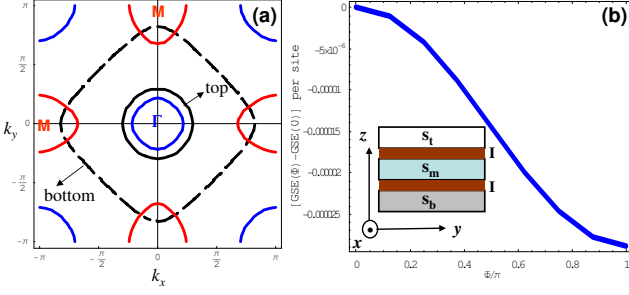 (a)
M
π
π/2
0
-π/2
-π
k_y
M
Γ
top
bottom
-π
-π/2
0
π/2
π
k_x
(b)
0
-5×10^-6
-0.00001
-0.000015
-0.00002
-0.000025
[GSE(Φ)-GSE(0)] per site
z
s_t
I
s_m
I
s_b
x
y
0
0.2
0.4
0.6
0.8
1
Φ/π